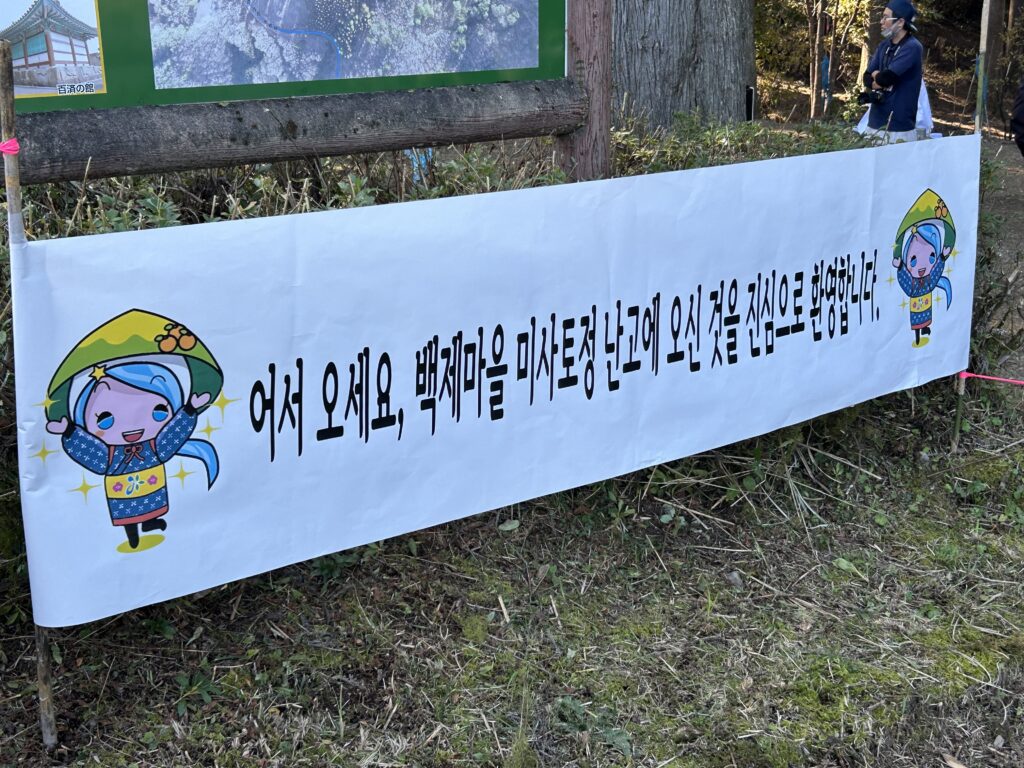 百済の館
어서 오세요, 백제마을 미사토정 난고에 오신 것을 진심으로 환영합니다.